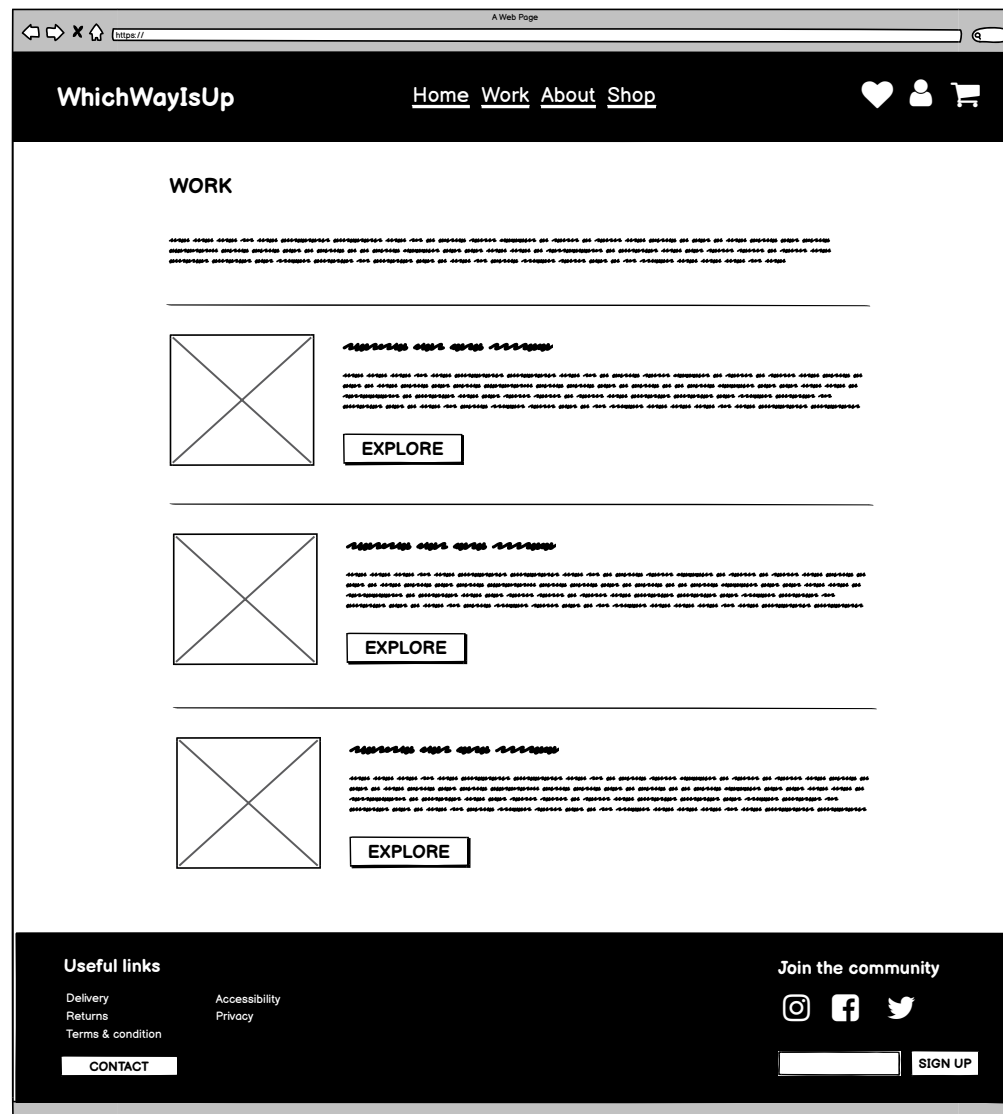 A Web Page
https://
WhichWayIsUp
Home Work About Shop
WORK
EXPLORE
EXPLORE
EXPLORE
Useful links
Delivery
Returns
Terms & condition
Accessibility
Privacy
CONTACT
Join the community
SIGN UP